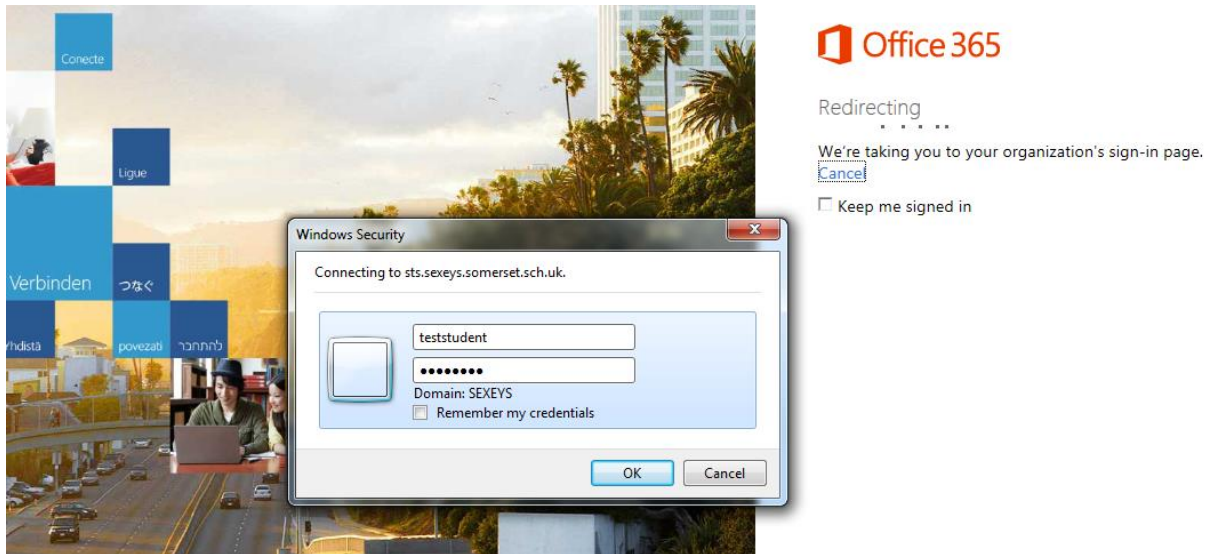 Conecte
Ligue
Verbinden
つなぐ
Yhdistä
povezati
להתחבר
Office 365
Redirecting
We're taking you to your organization's sign-in page.
Cancel
Keep me signed in
Windows Security
Connecting to sts.sexeys.somerset.sch.uk.
teststudent
Domain: SEXEYS
Remember my credentials
OK
Cancel